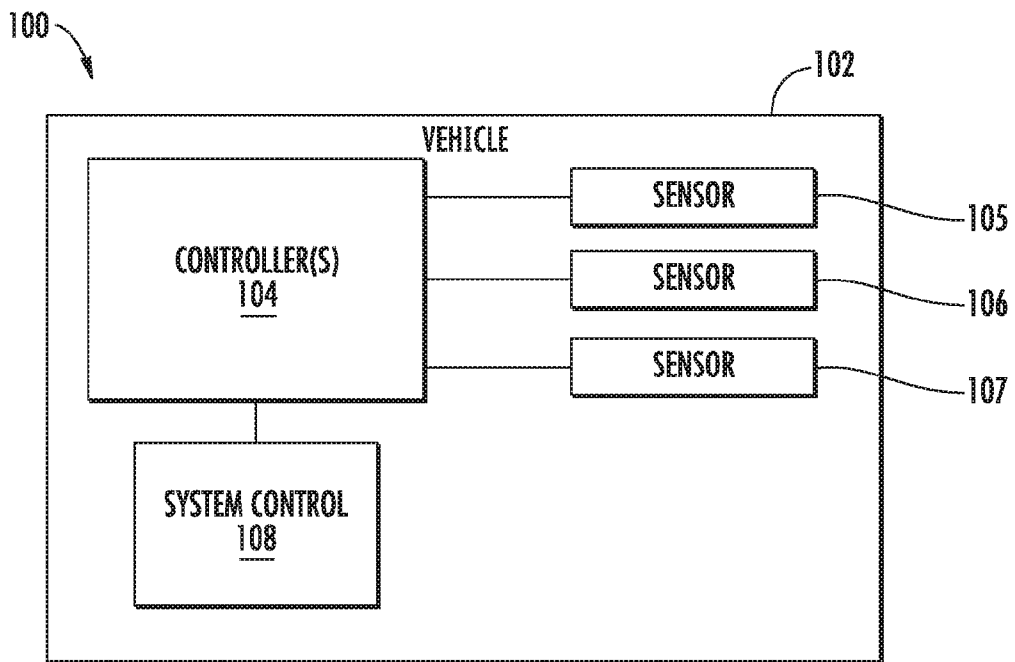 100
102
VEHICLE
SENSOR
105
CONTROLLER(S)
104
SENSOR
106
SENSOR
107
SYSTEM CONTROL
108